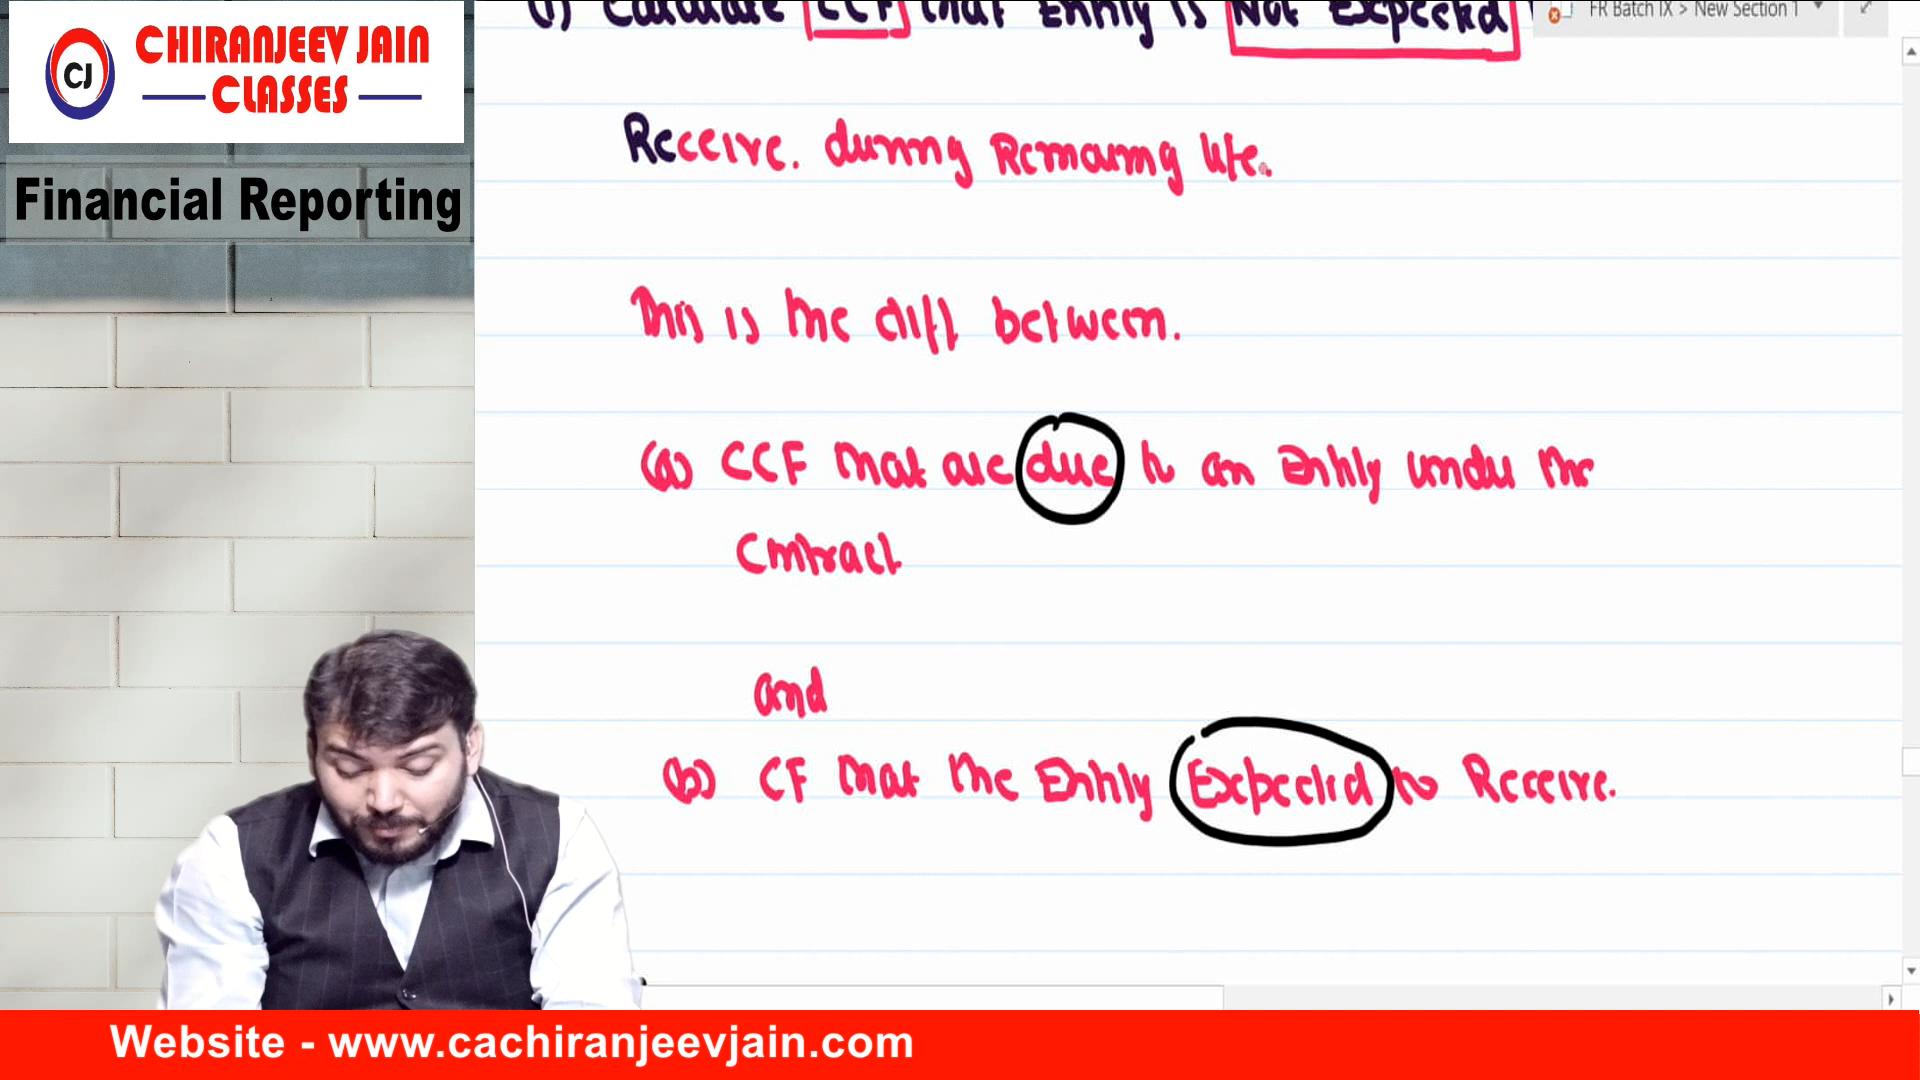 (i) Calculate CCF that Entity is Not Expected
FR Batch IX > New Section 1
CHIRANJEEV JAIN
CJ
CLASSES
Financial Reporting
Receive. during Remaining life.
This is the diff between.
(a) CCF that are due to an Entity under the
Contract
and
(b) CF that the Entity Expected to Receive.
Website - www.cachiranjeevjain.com